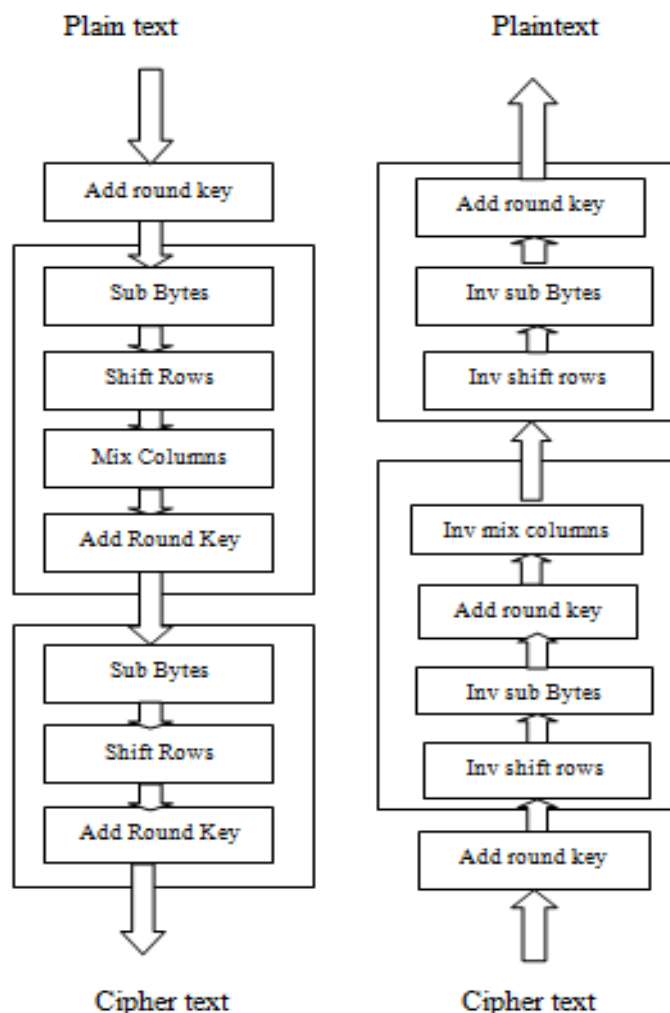 Plain text
Add round key
Sub Bytes
Shift Rows
Mix Columns
Add Round Key
Sub Bytes
Shift Rows
Add Round Key
Cipher text
Plaintext
Add round key
Inv sub Bytes
Inv shift rows
Inv mix columns
Add round key
Inv sub Bytes
Inv shift rows
Add round key
Cipher text